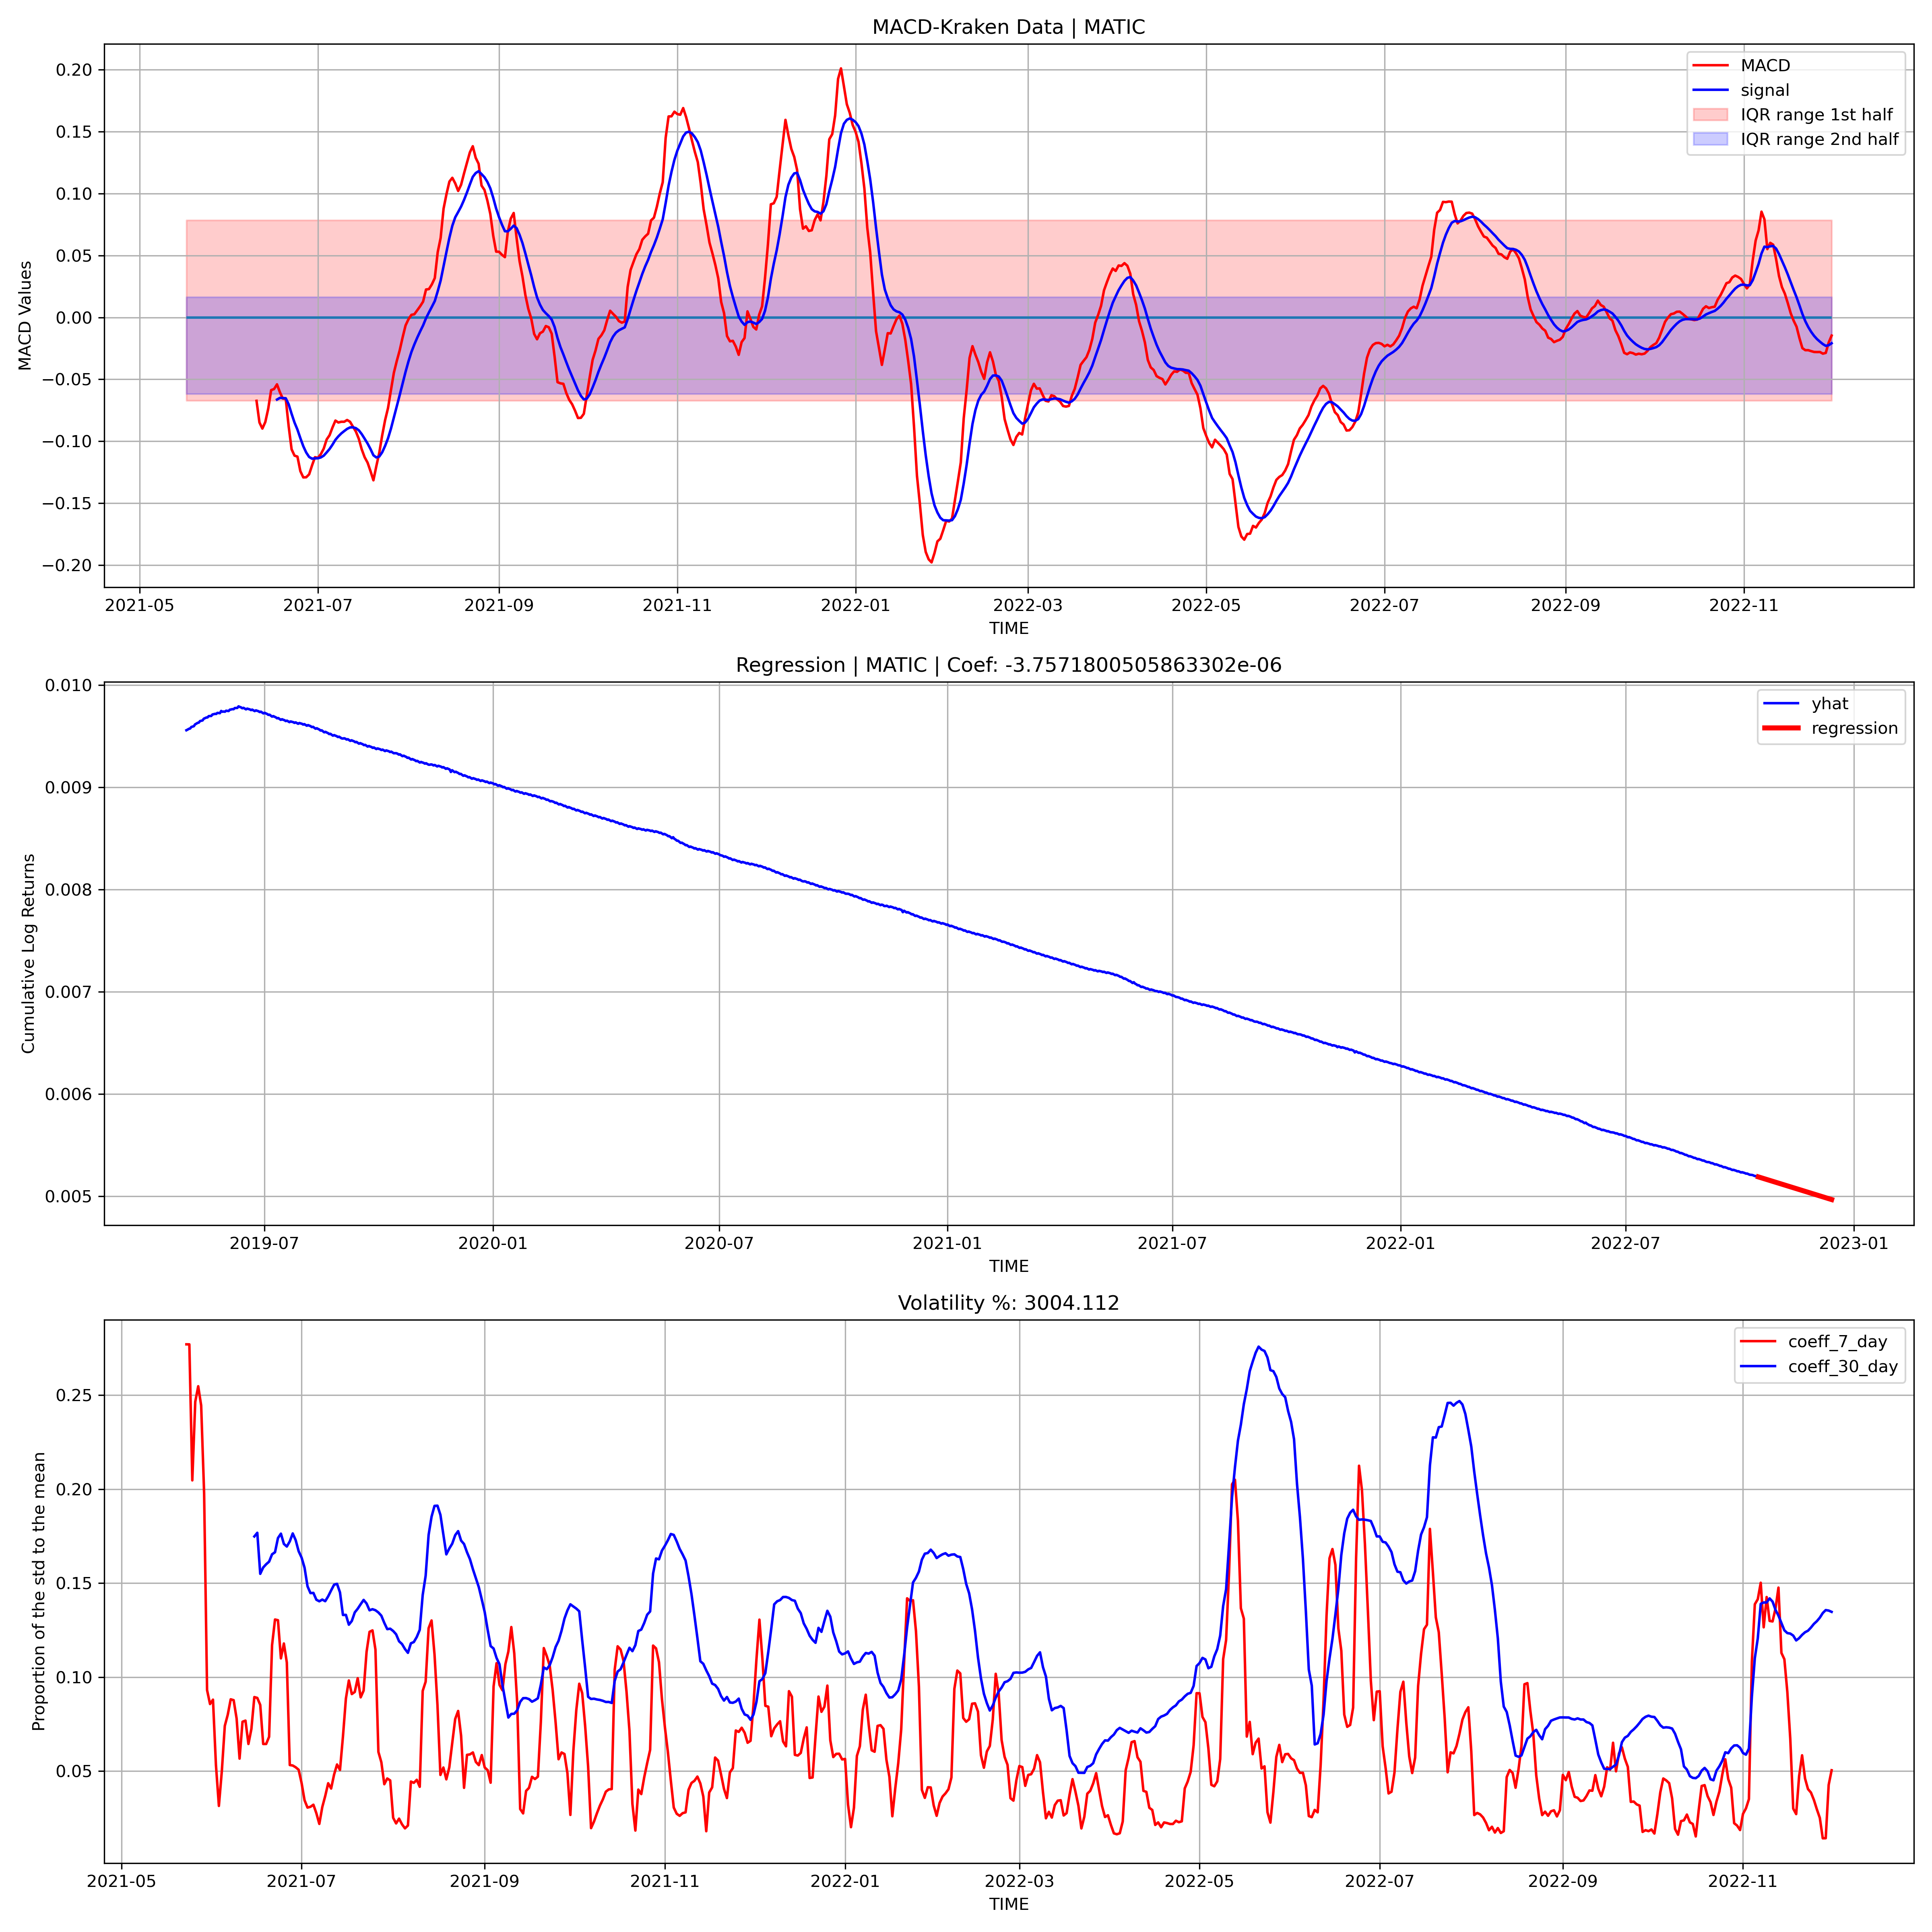 MACD-Kraken Data | MATIC
MACD
signal
IQR range 1st half
IQR range 2nd half
MACD Values
0.20
0.15
0.10
0.05
0.00
−0.05
−0.10
−0.15
−0.20
2021-05 2021-07 2021-09 2021-11 2022-01 2022-03 2022-05 2022-07 2022-09 2022-11
TIME
Regression | MATIC | Coef: -3.7571800505863302e-06
yhat
regression
Cumulative Log Returns
0.010
0.009
0.008
0.007
0.006
0.005
2019-07 2020-01 2020-07 2021-01 2021-07 2022-01 2022-07 2023-01
TIME
Volatility %: 3004.112
coeff_7_day
coeff_30_day
Proportion of the std to the mean
0.25
0.20
0.15
0.10
0.05
2021-05 2021-07 2021-09 2021-11 2022-01 2022-03 2022-05 2022-07 2022-09 2022-11
TIME